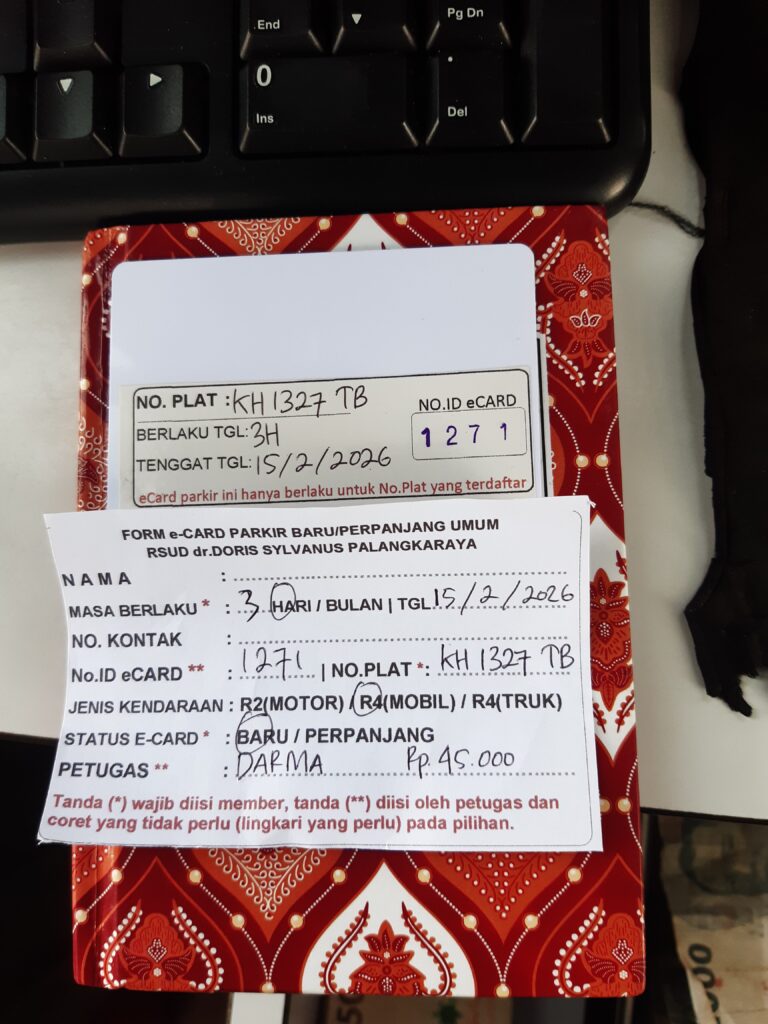 End
Pg Dn
0
Ins
.
Del
NO. PLAT : KH 1327 TB
NO.ID eCARD
BERLAKU TGL: 3H
1271
TENGGAT TGL: 15/2/2026
eCard parkir ini hanya berlaku untuk No.Plat yang terdaftar
FORM e-CARD PARKIR BARU/PERPANJANG UMUM
RSUD dr.DORIS SYLVANUS PALANGKARAYA
NAMA :
MASA BERLAKU * : 3 HARI / BULAN | TGL 15/2/2026
NO. KONTAK :
No.ID eCARD ** : 1271 | NO.PLAT *: KH 1327 TB
JENIS KENDARAAN : R2(MOTOR) / R4(MOBIL) / R4(TRUK)
STATUS E-CARD * : BARU / PERPANJANG
PETUGAS ** : DARMA Rp. 45.000
Tanda (*) wajib diisi member, tanda (**) diisi oleh petugas dan
coret yang tidak perlu (lingkari yang perlu) pada pilihan.